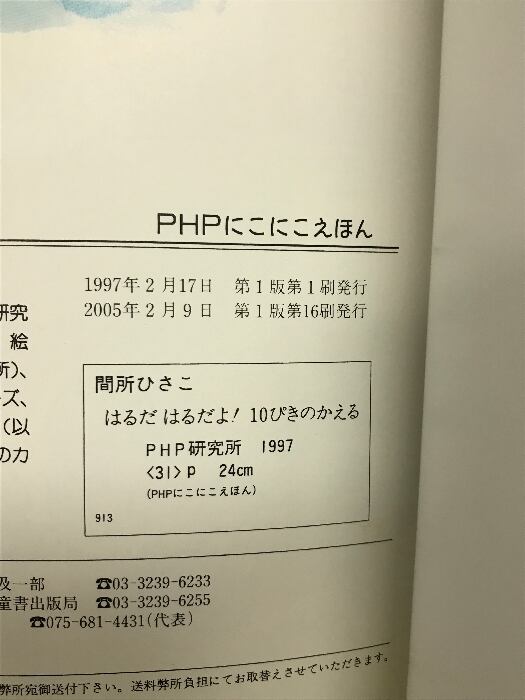 PHPにこにこえほん
1997年2月17日 第1版第1刷発行
2005年2月9日 第1版第16刷発行
研究
絵
所)、
ーズ、
(以
のカ
間所ひさこ
はるだ はるだよ! 10ぴきのかえる
PHP研究所 1997
<31>p 24cm
(PHPにこにこえほん)
913
及一部 ☎03-3239-6233
童書出版局 ☎03-3239-6255
☎075-681-4431(代表)
弊所宛御送付下さい。送料弊所負担にてお取替えさせていただきます。